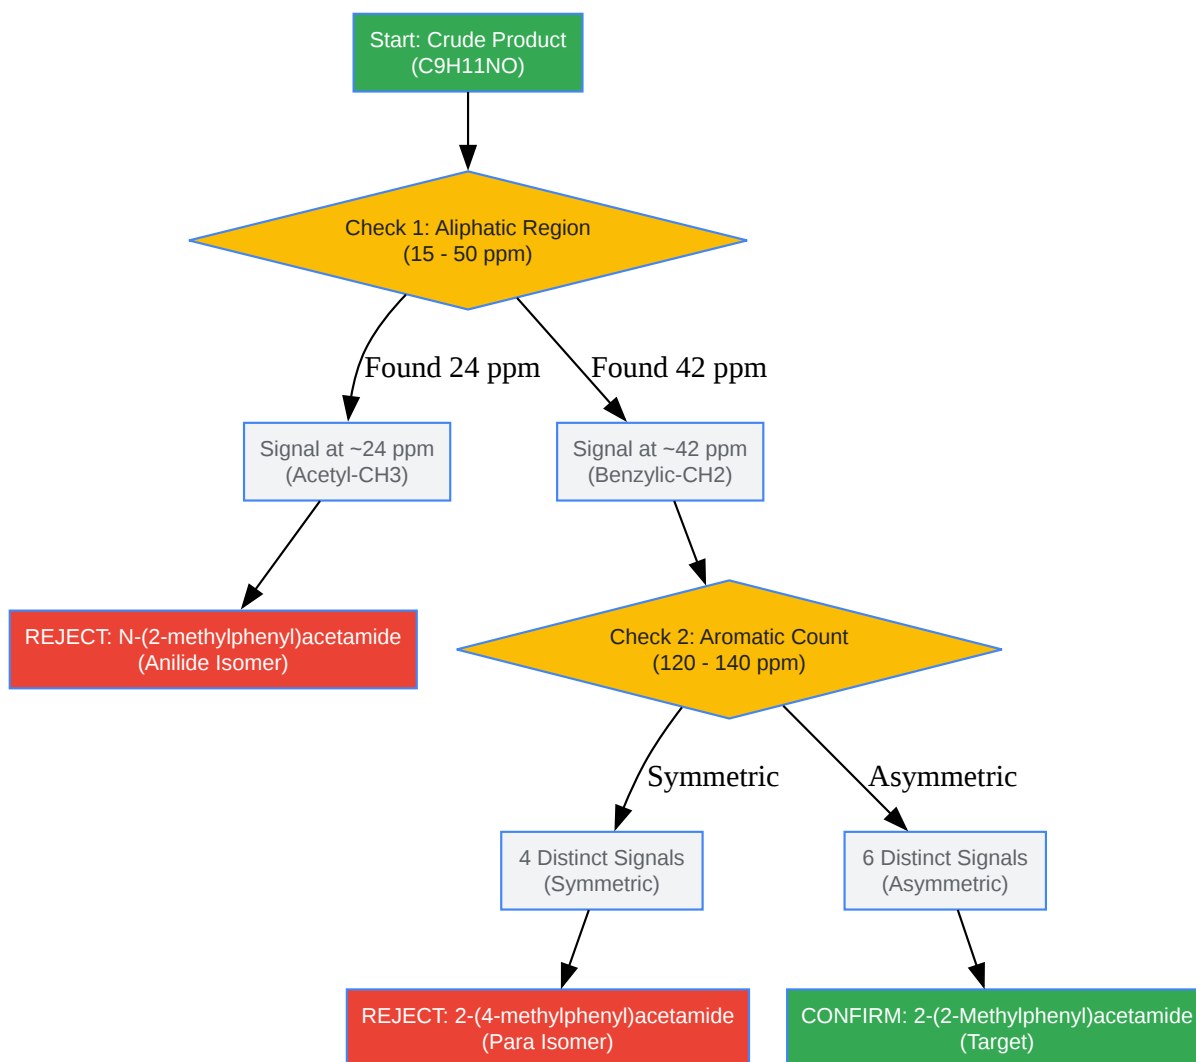 Start: Crude Product
(C9H11NO)
Check 1: Aliphatic Region
(15 - 50 ppm)
Found 24 ppm
Found 42 ppm
Signal at ~24 ppm
(Acetyl-CH3)
Signal at ~42 ppm
(Benzylic-CH2)
REJECT: N-(2-methylphenyl)acetamide
(Anilide Isomer)
Check 2: Aromatic Count
(120 - 140 ppm)
Symmetric
Asymmetric
4 Distinct Signals
(Symmetric)
6 Distinct Signals
(Asymmetric)
REJECT: 2-(4-methylphenyl)acetamide
(Para Isomer)
CONFIRM: 2-(2-Methylphenyl)acetamide
(Target)